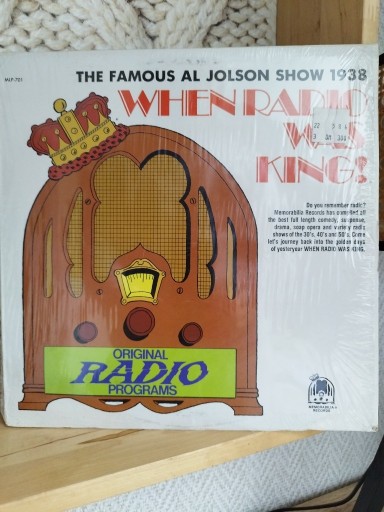 MLP-701
THE FAMOUS AL JOLSON SHOW 1938
WHEN RADIO
WAS
KING!
Do you remember radio?
Memorabilia Records has compiled all
the best full length comedy, suspense,
drama, soap opera and variety radio
shows of the 30's, 40's and 50's. Come
let's journey back into the golden days
of yesteryear WHEN RADIO WAS KING.
ORIGINAL
RADIO
PROGRAMS
MEMORABILIA
RECORDS